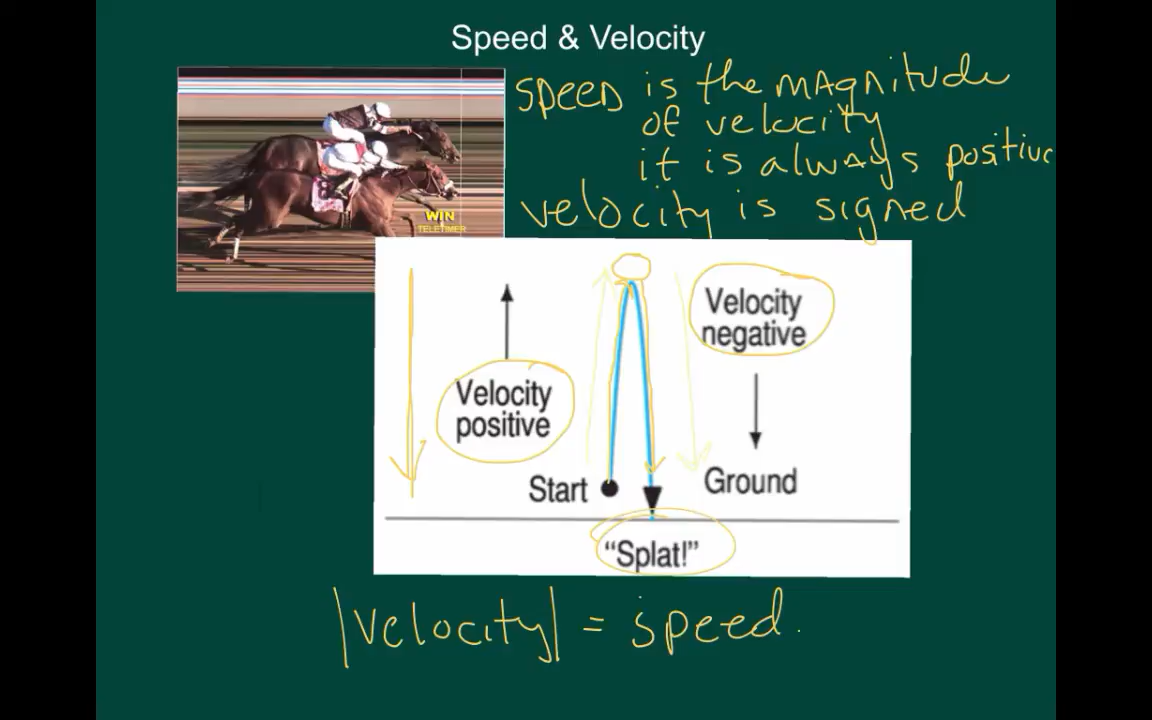 Speed & Velocity
SPEED is the magnitude
of velocity
it is always positive
velocity is signed
WIN
TELETIMER
Velocity
negative
Velocity
positive
Start
Ground
“Splat!”
|velocity| = speed.